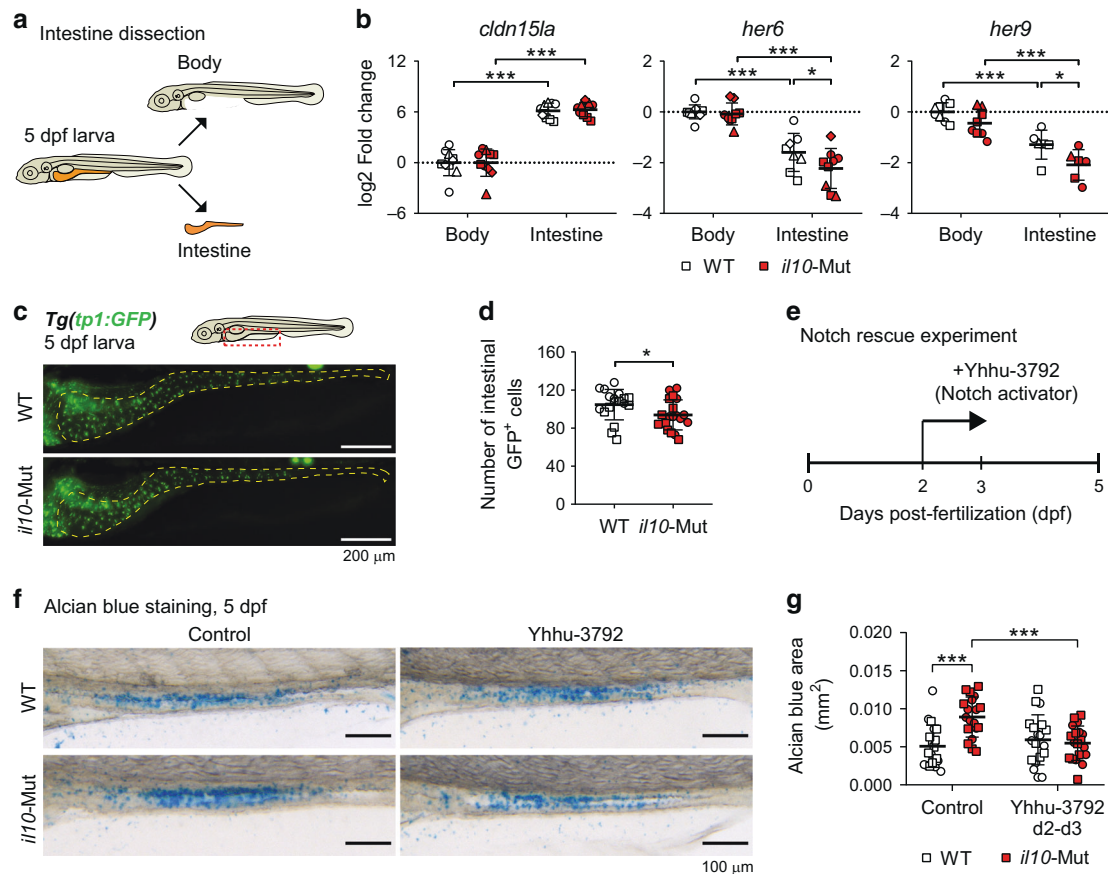 a
Intestine dissection
Body
5 dpf larva
Intestine
b
cldn15la
her6
her9
log2 Fold change
12
6
0
−6
2
0
−2
−4
2
0
−2
−4
***
***
***
***
*
***
***
*
Body
Intestine
Body
Intestine
Body
Intestine
WT
il10-Mut
c
Tg(tp1:GFP)
5 dpf larva
WT
il10-Mut
200 µm
d
Number of intestinal
GFP+ cells
160
120
80
40
0
*
WT
il10-Mut
e
Notch rescue experiment
+Yhhu-3792
(Notch activator)
0
2
3
5
Days post-fertilization (dpf)
f
Alcian blue staining, 5 dpf
Control
Yhhu-3792
WT
il10-Mut
100 µm
g
Alcian blue area
(mm2)
0.020
0.015
0.010
0.005
0.000
***
***
Control
Yhhu-3792
d2-d3
WT
il10-Mut